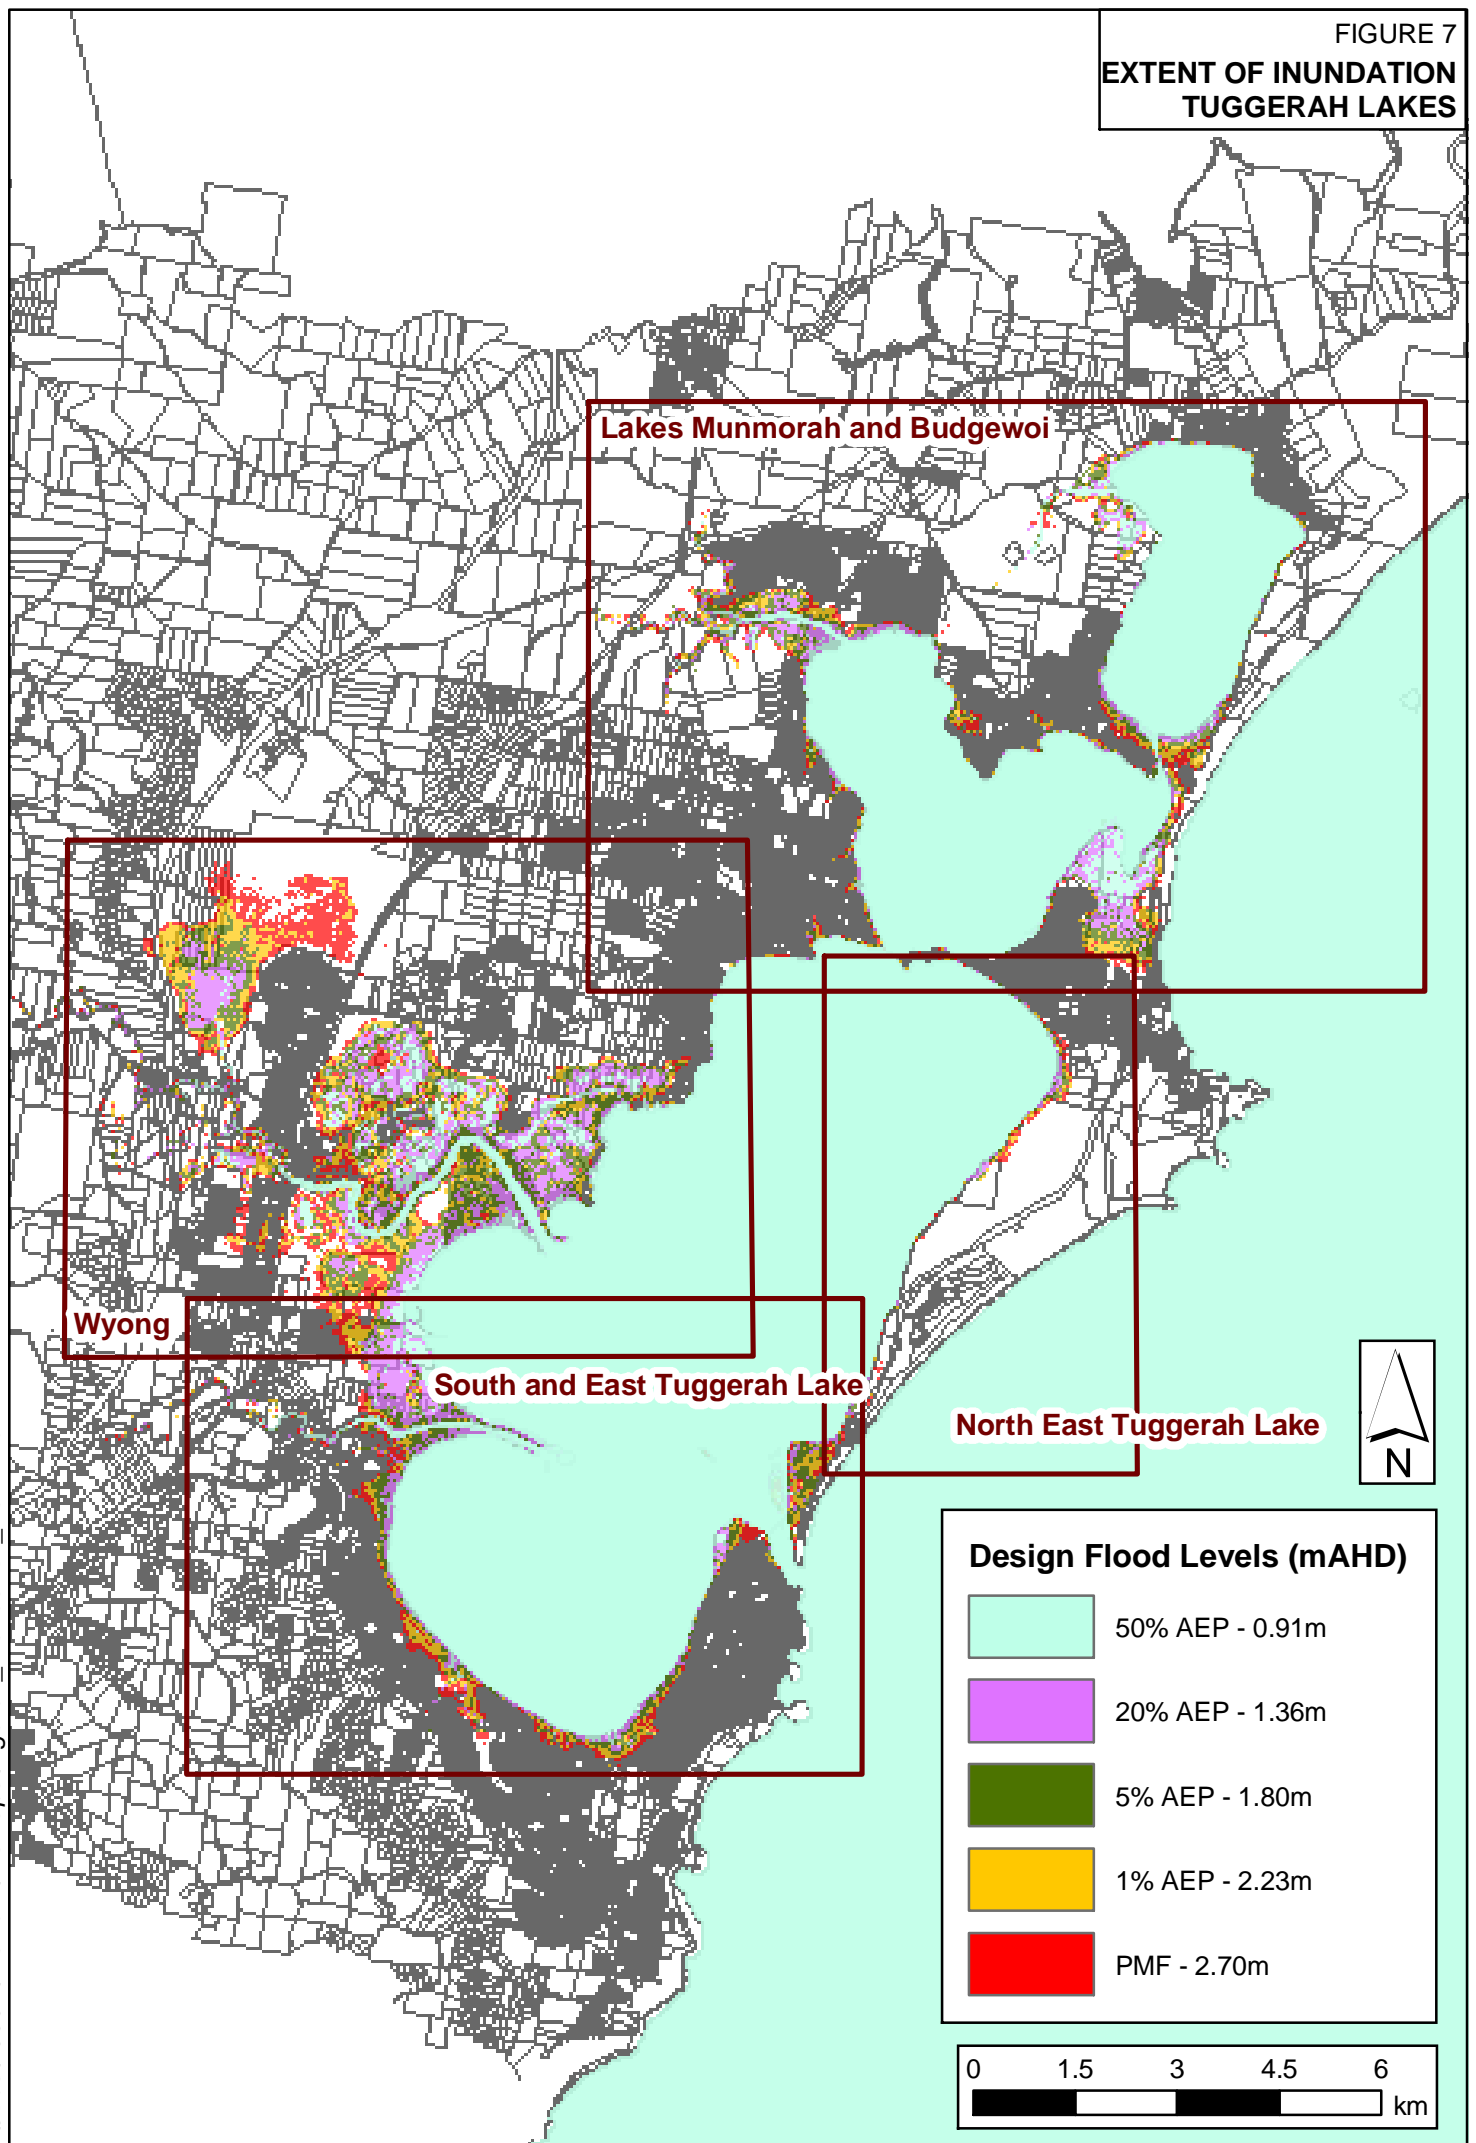 FIGURE 7
EXTENT OF INUNDATION
TUGGERAH LAKES
Lakes Munmorah and Budgewoi
Wyong
South and East Tuggerah Lake
North East Tuggerah Lake
N
Design Flood Levels (mAHD)
50% AEP - 0.91m
20% AEP - 1.36m
5% AEP - 1.80m
1% AEP - 2.23m
PMF - 2.70m
0 1.5 3 4.5 6
km